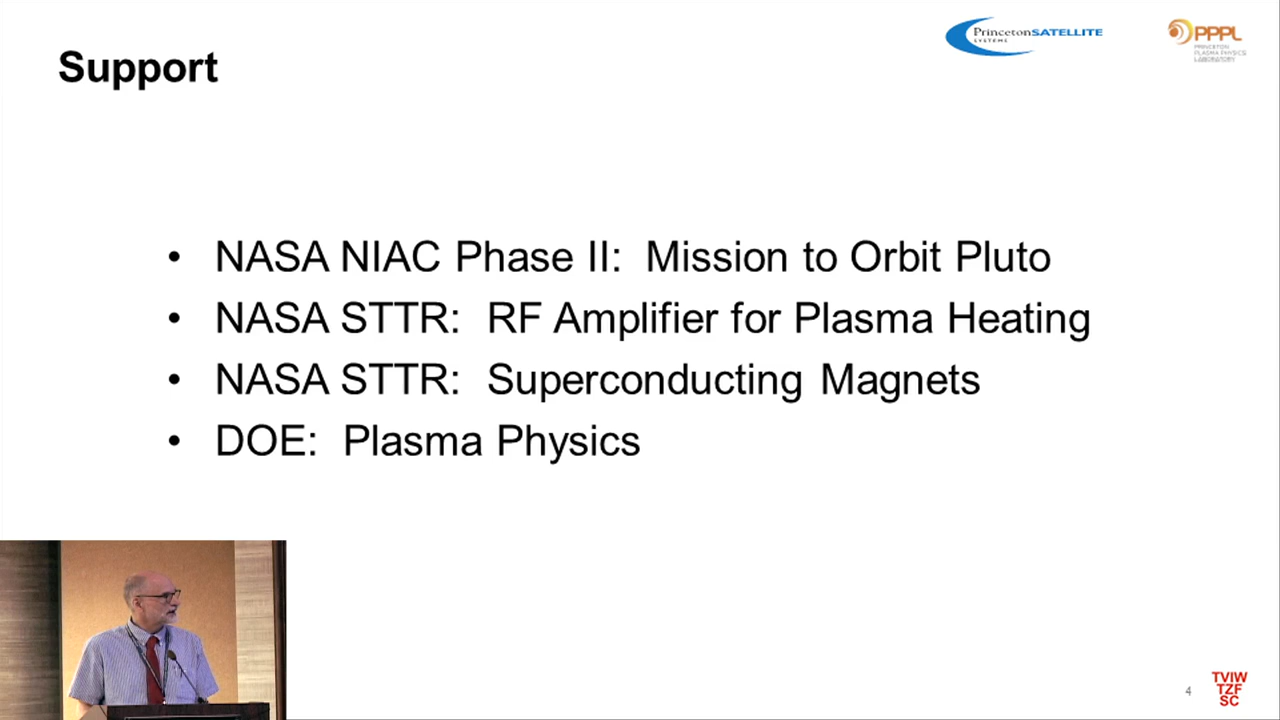 PrincetonSATELLITE
SYSTEMS
PPPL
PRINCETON
PLASMA PHYSICS
LABORATORY
Support
• NASA NIAC Phase II: Mission to Orbit Pluto
• NASA STTR: RF Amplifier for Plasma Heating
• NASA STTR: Superconducting Magnets
• DOE: Plasma Physics
4
TVIW
TZF
SC